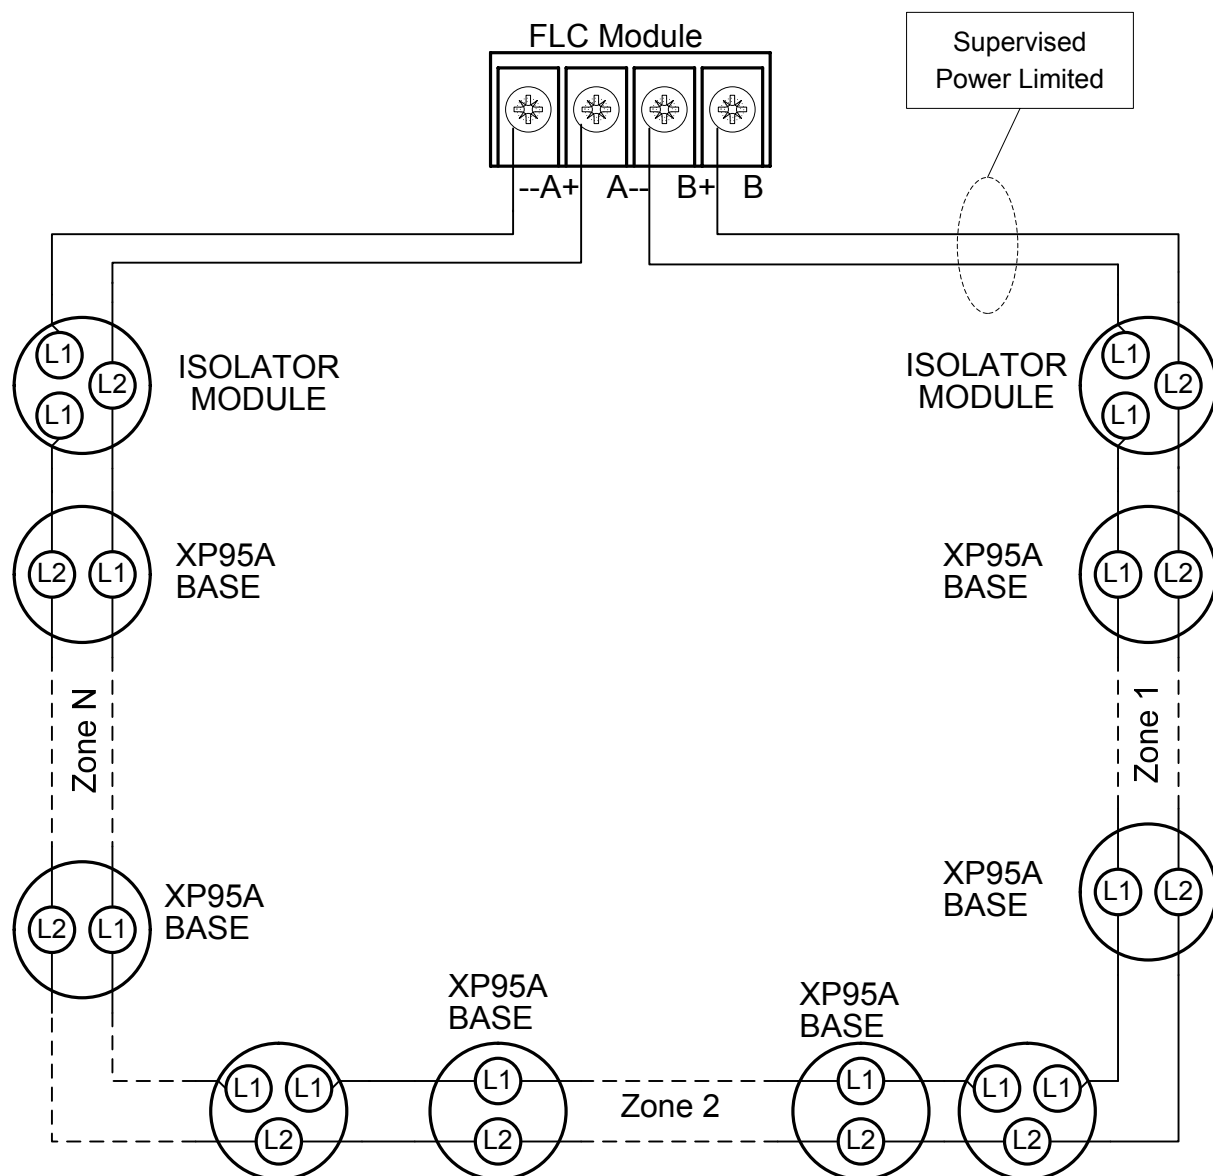 FLC Module
Supervised
Power Limited
--A+ A-- B+ B
L1
L2
L1
ISOLATOR
MODULE
ISOLATOR
MODULE
L1
L2
L1
L2 L1
XP95A
BASE
XP95A
BASE
L1 L2
Zone N
Zone 1
L2 L1
XP95A
BASE
XP95A
BASE
L1 L2
XP95A
BASE
XP95A
BASE
L1 L1
L2
L1
L2
Zone 2
L1
L2
L1 L1
L2